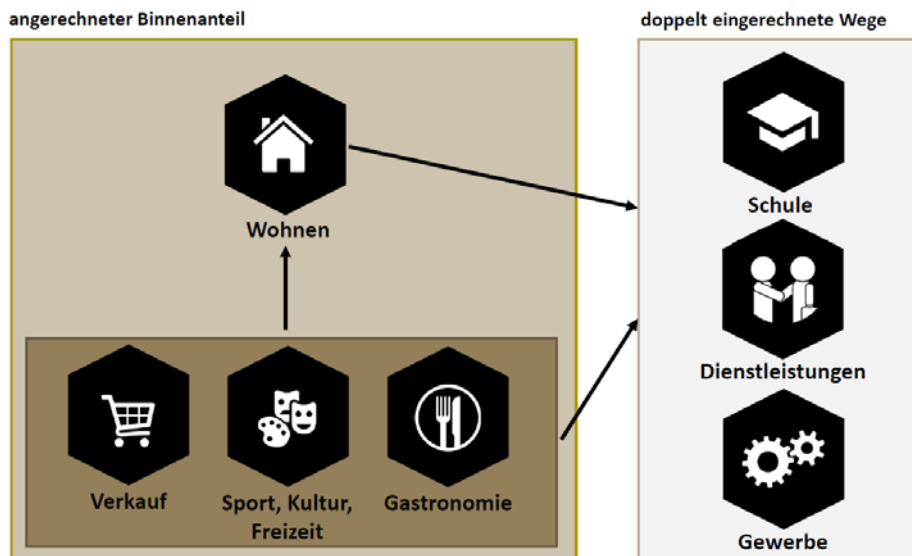 angerechneter Binnenanteil
doppelt eingerechnete Wege
Wohnen
Verkauf
Sport, Kultur,
Freizeit
Gastronomie
Schule
Dienstleistungen
Gewerbe